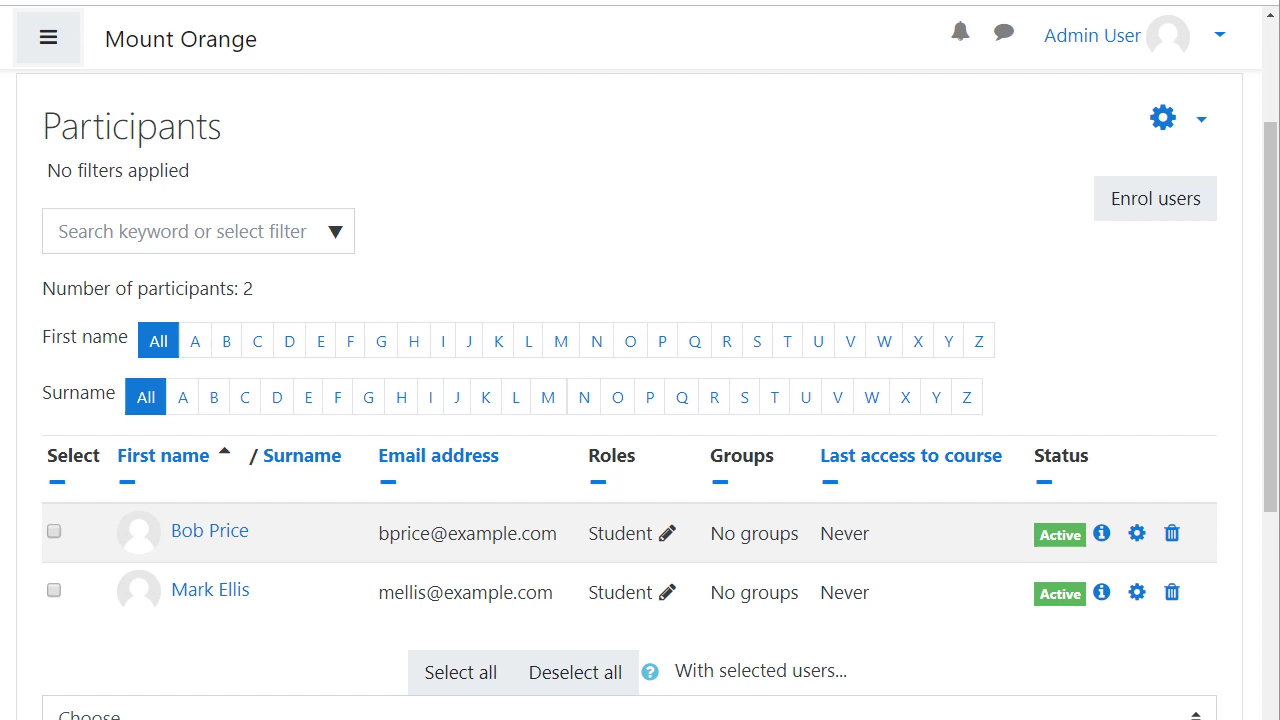 Mount Orange
Admin User
Participants
No filters applied
Enrol users
Search keyword or select filter ▼
Number of participants: 2
First name All A B C D E F G H I J K L M N O P Q R S T U V W X Y Z
Surname All A B C D E F G H I J K L M N O P Q R S T U V W X Y Z
Select First name / Surname Email address Roles Groups Last access to course Status
Bob Price bprice@example.com Student No groups Never Active
Mark Ellis mellis@example.com Student No groups Never Active
Select all Deselect all With selected users...
Choose